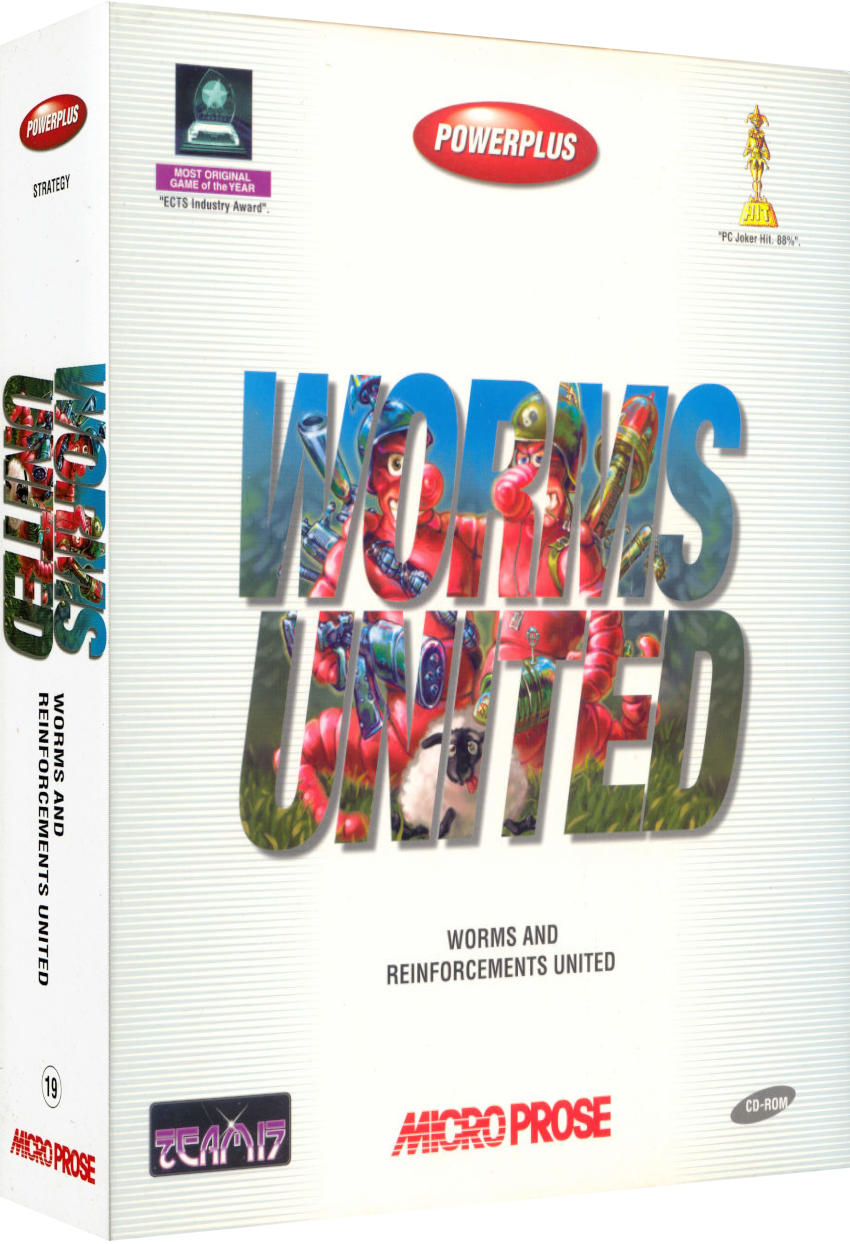 POWERPLUS
STRATEGY
WORMS
UNITED
WORMS AND
REINFORCEMENTS UNITED
19
MICROPROSE
MOST ORIGINAL
GAME of the YEAR
"ECTS Industry Award".
POWERPLUS
HIT
"PC Joker Hit. 88%".
WORMS
UNITED
WORMS AND
REINFORCEMENTS UNITED
TEAM17
MICROPROSE
CD-ROM